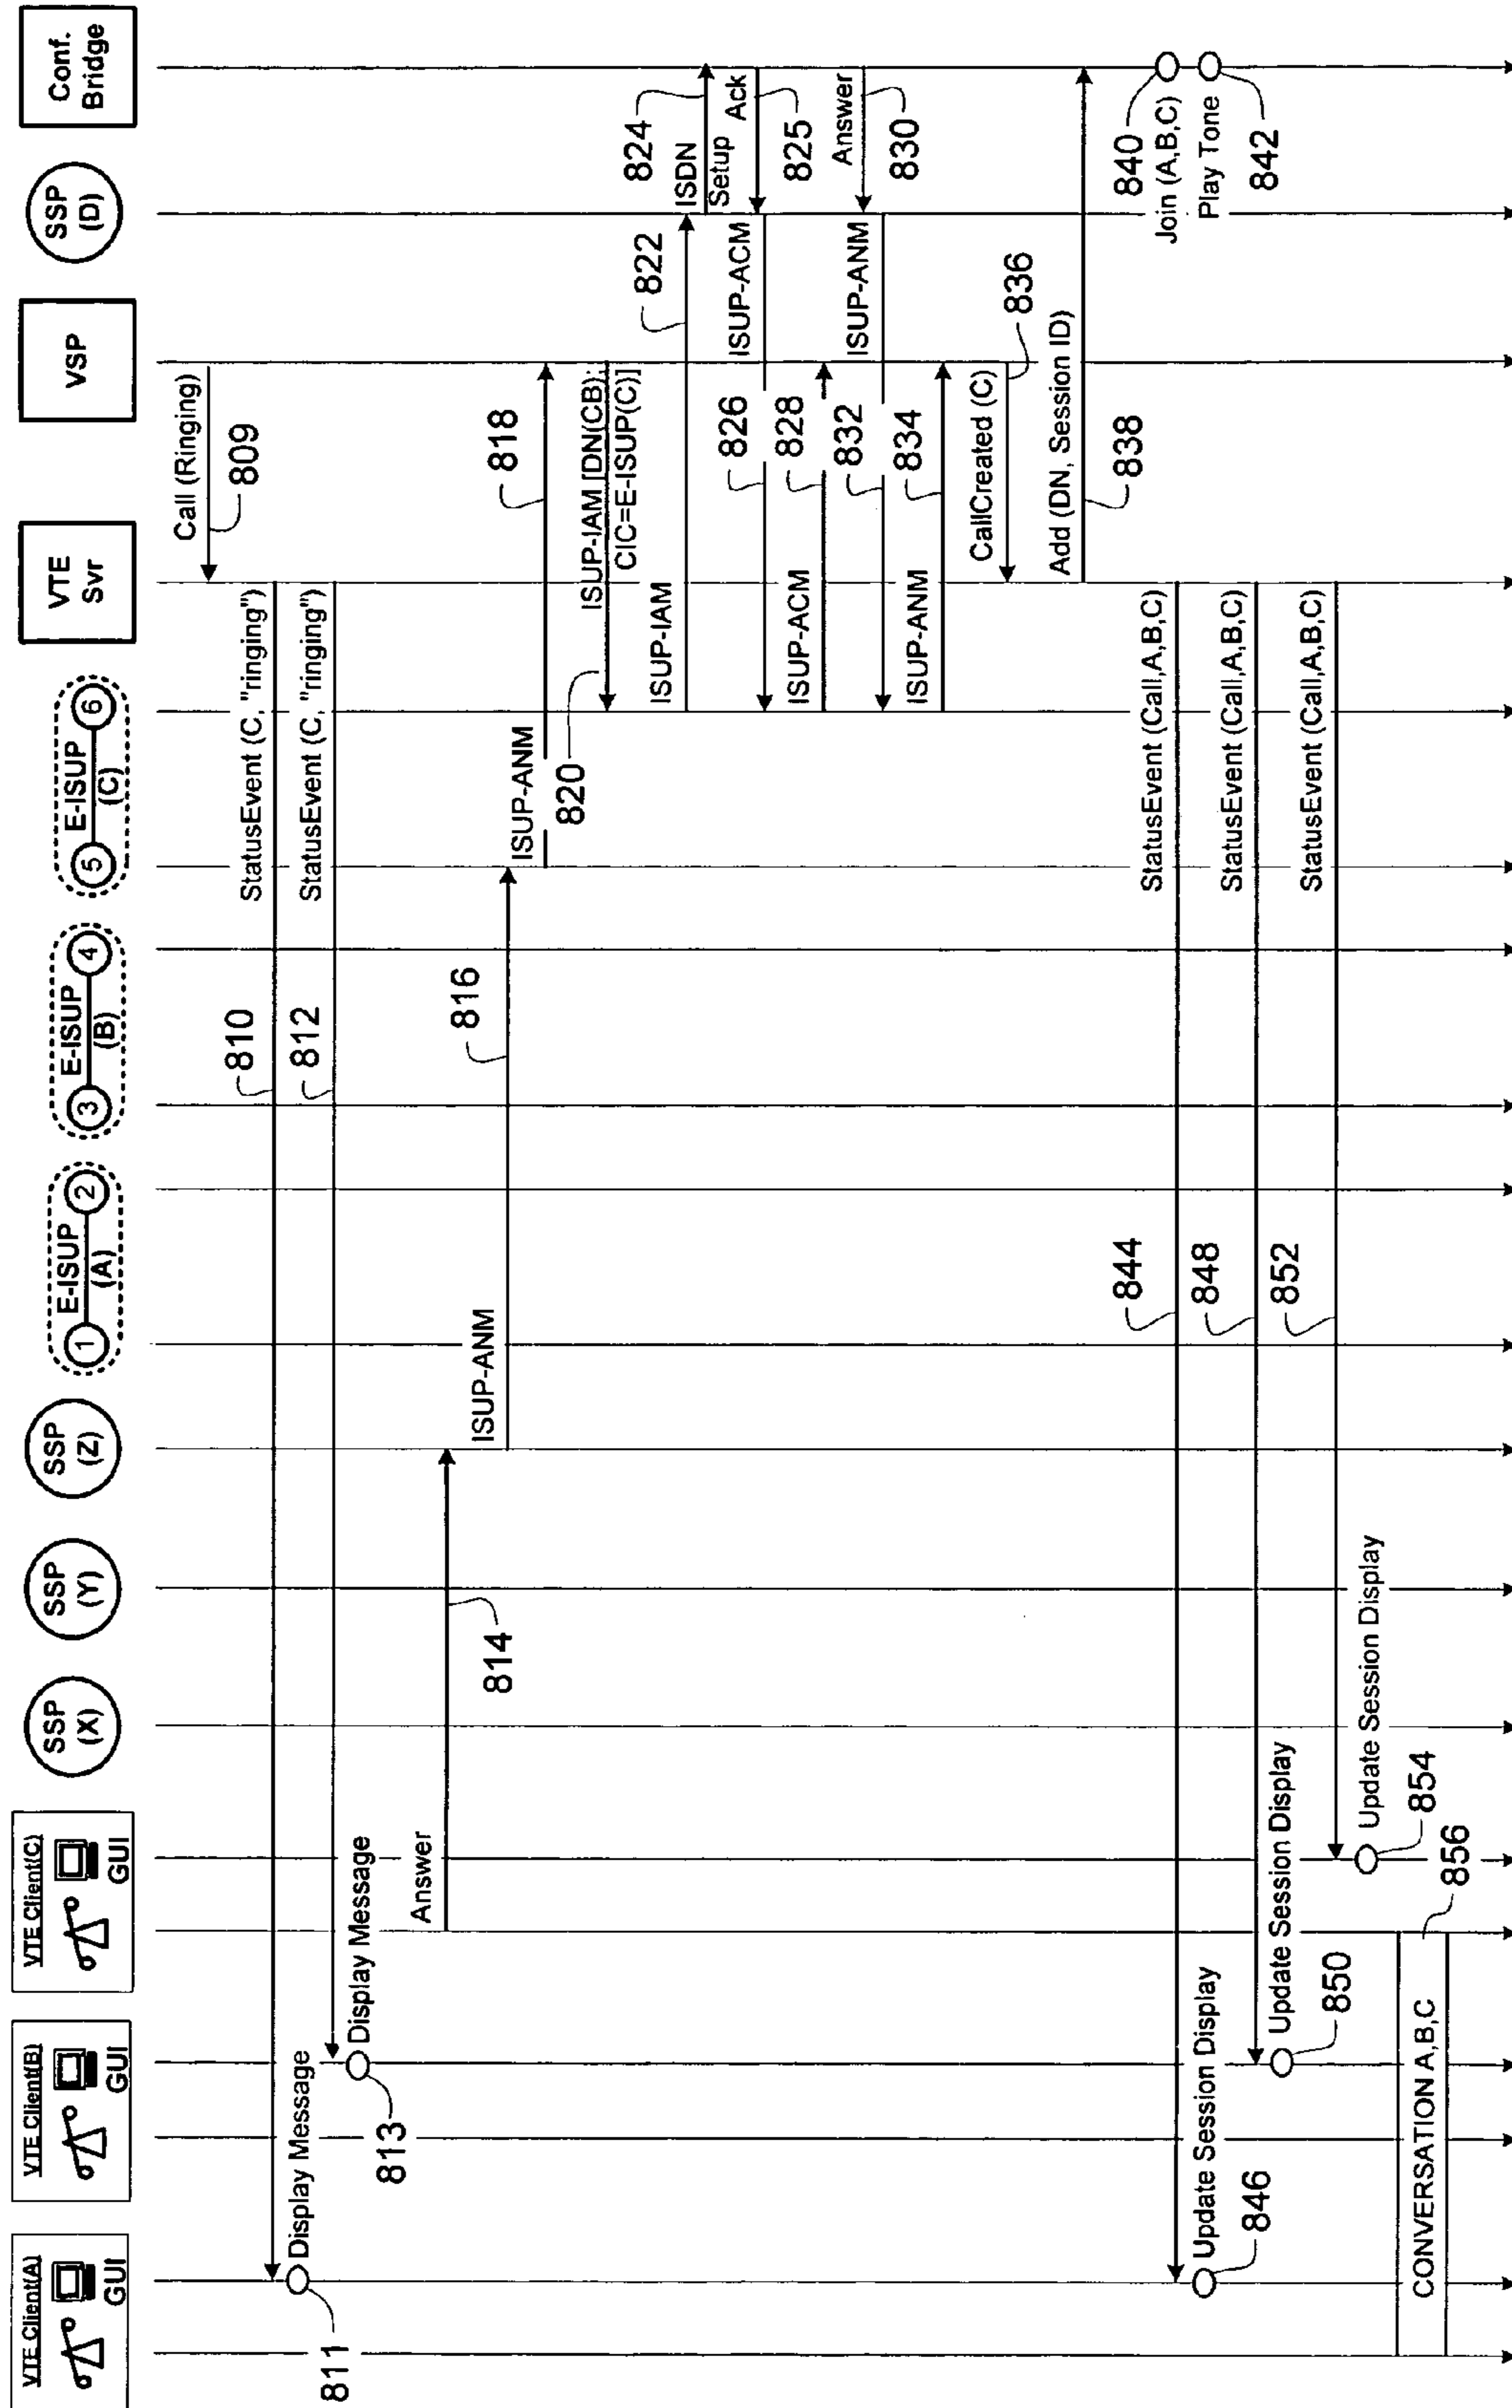 VTE Client(A)
GUI
VTE Client(B)
GUI
VTE Client(C)
GUI
SSP
(X)
SSP
(Y)
SSP
(Z)
1
E-ISUP
(A)
2
3
E-ISUP
(B)
4
5
E-ISUP
(C)
6
VTE
Svr
VSP
SSP
(D)
Conf.
Bridge
Call (Ringing)
809
StatusEvent (C, "ringing")
810
Display Message
811
StatusEvent (C, "ringing")
812
Display Message
813
Answer
814
ISUP-ANM
816
ISUP-ANM
818
ISUP-IAM [DN(CB);
CIC=E-ISUP(C)]
820
ISUP-IAM
822
ISDN
Setup
824
Ack
825
ISUP-ACM
826
ISUP-ACM
828
Answer
830
ISUP-ANM
832
ISUP-ANM
834
CallCreated (C)
836
Add (DN, Session ID)
838
840
Join (A,B,C)
Play Tone
842
StatusEvent (Call,A,B,C)
844
Update Session Display
846
StatusEvent (Call,A,B,C)
848
Update Session Display
850
StatusEvent (Call,A,B,C)
852
Update Session Display
854
CONVERSATION A,B,C
856